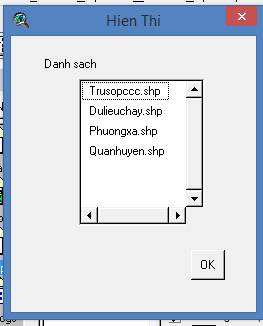 Hien Thi
Danh sach
Trusopccc.shp
Dulieuchay.shp
Phuongxa.shp
Quanhuyen.shp
OK